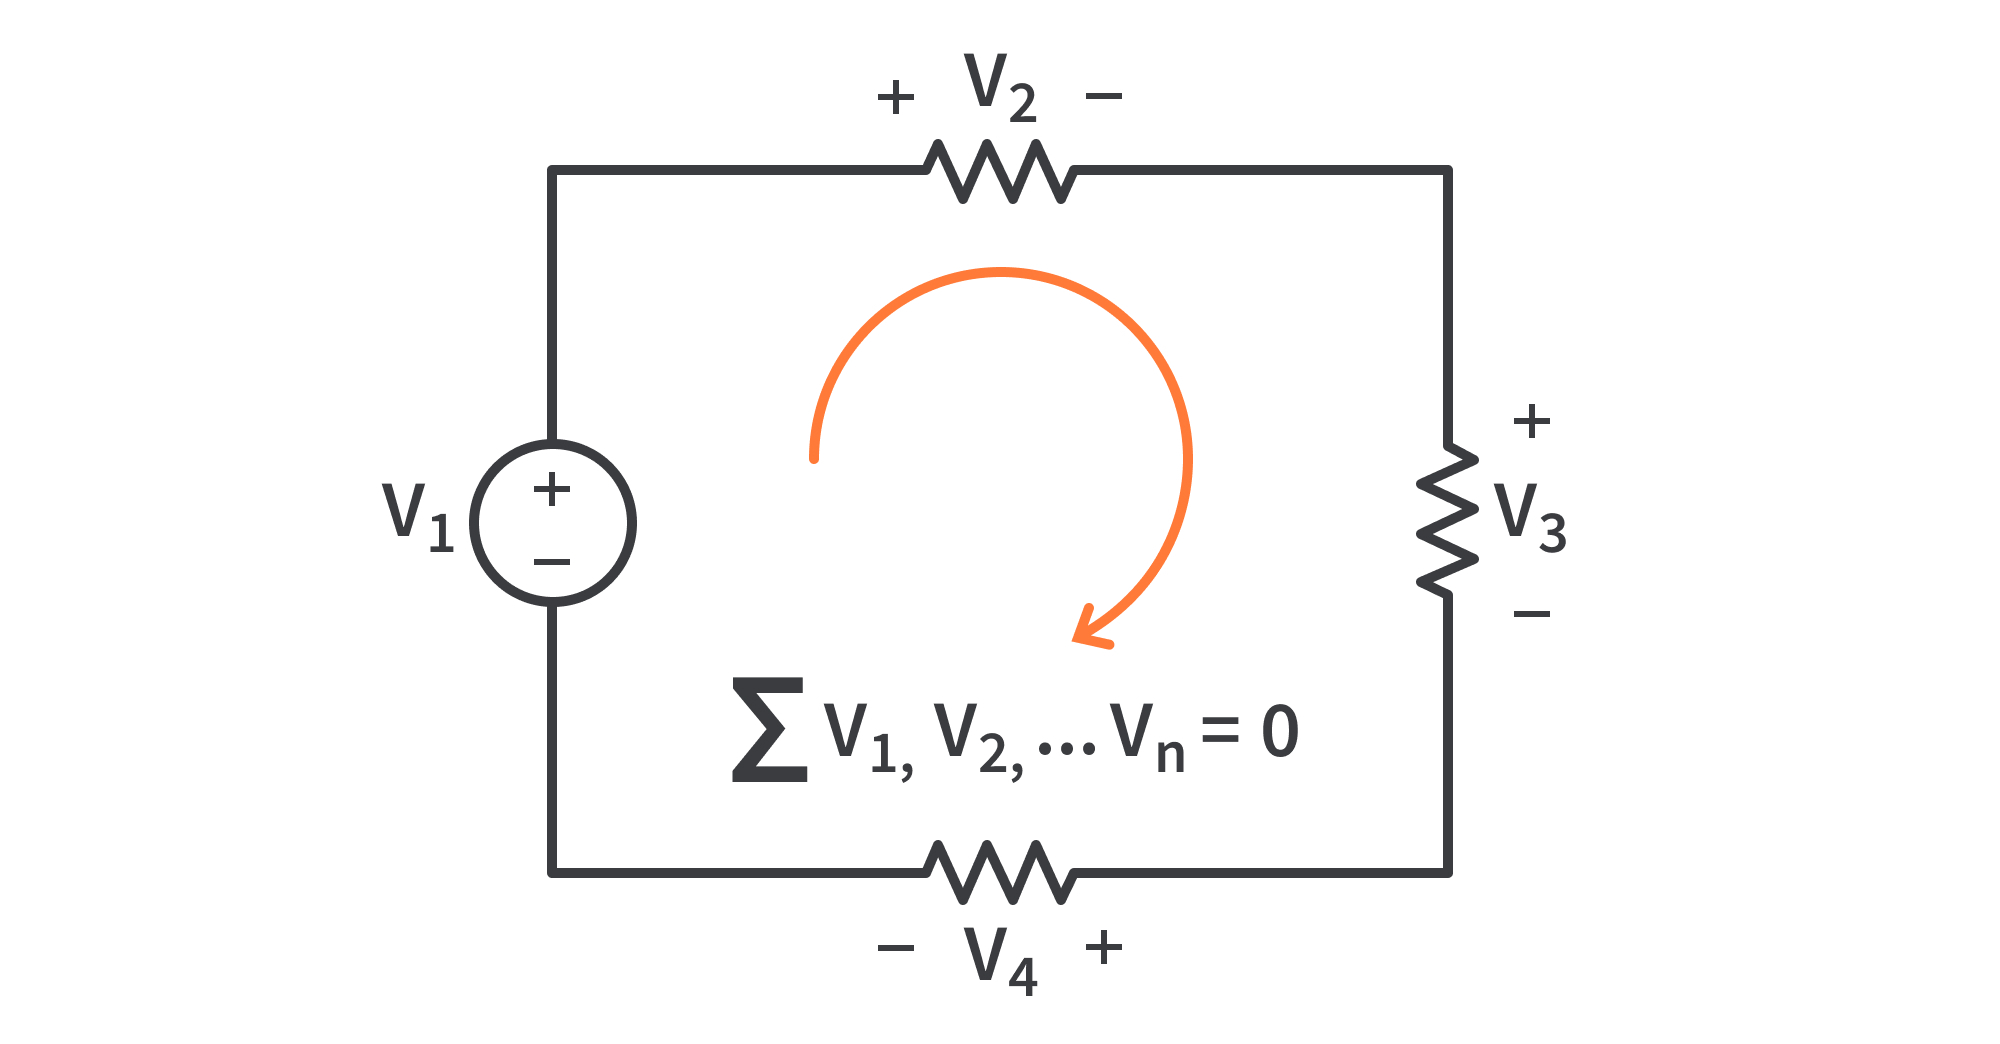 + V₂ −
V₁
+
−
+
V₃
−
∑ V₁, V₂, ... Vₙ = 0
− V₄ +